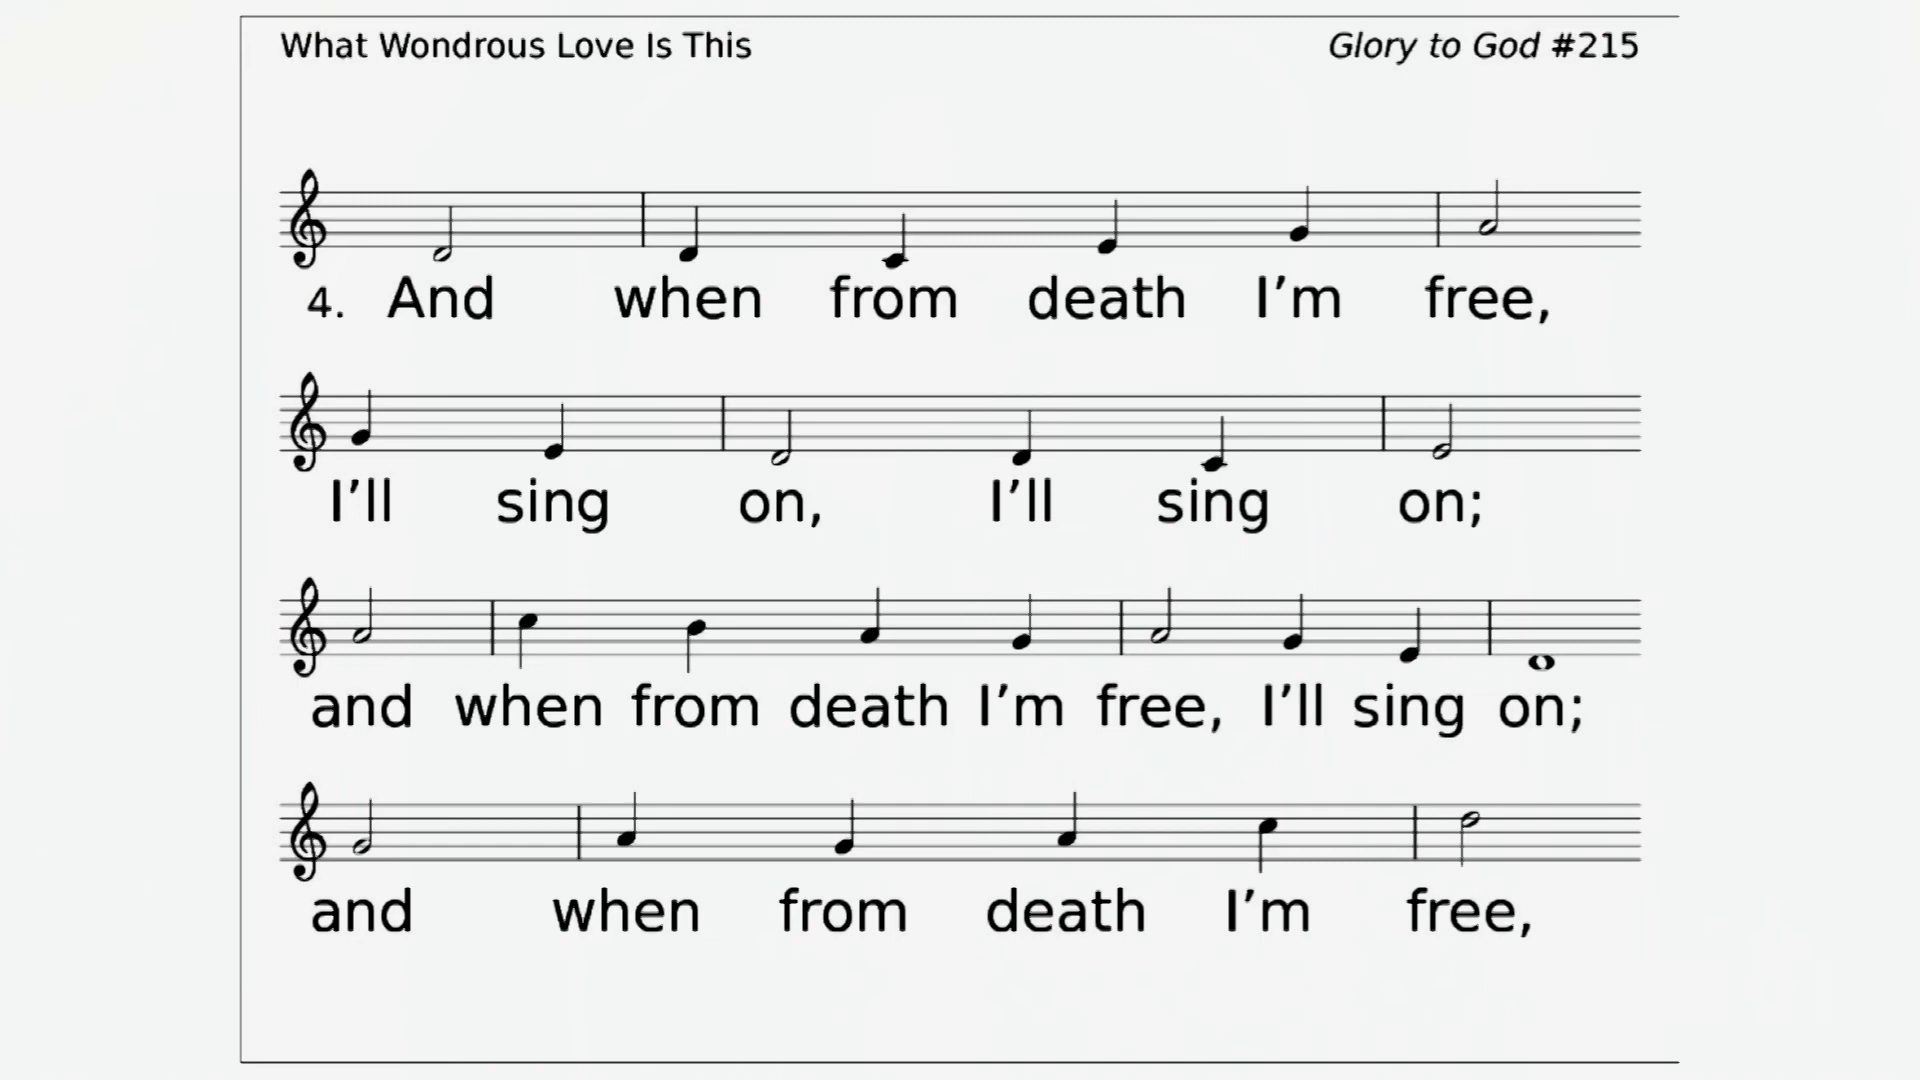 What Wondrous Love Is This
Glory to God #215
4. And when from death I’m free,
I’ll sing on, I’ll sing on;
and when from death I’m free, I’ll sing on;
and when from death I’m free,